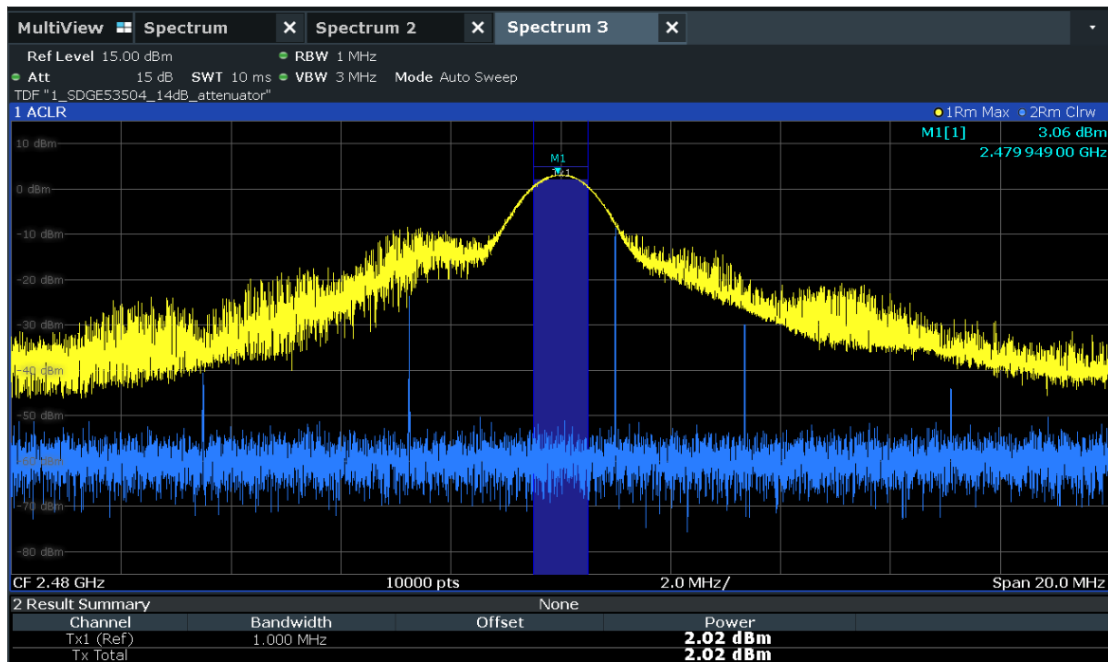 MultiView Spectrum × Spectrum 2 × Spectrum 3 ×
Ref Level 15.00 dBm RBW 1 MHz
Att 15 dB SWT 10 ms VBW 3 MHz Mode Auto Sweep
TDF "1_SDGE53504_14dB_attenuator"
1 ACLR 1Rm Max 2Rm Clrw
M1[1] 3.06 dBm
2.479 949 00 GHz
10 dBm
M1
0 dBm
-10 dBm
-20 dBm
-30 dBm
-40 dBm
-50 dBm
-70 dBm
-80 dBm
CF 2.48 GHz 10000 pts 2.0 MHz/ Span 20.0 MHz
2 Result Summary None
Channel Bandwidth Offset Power
Tx1 (Ref) 1.000 MHz 2.02 dBm
Tx Total 2.02 dBm